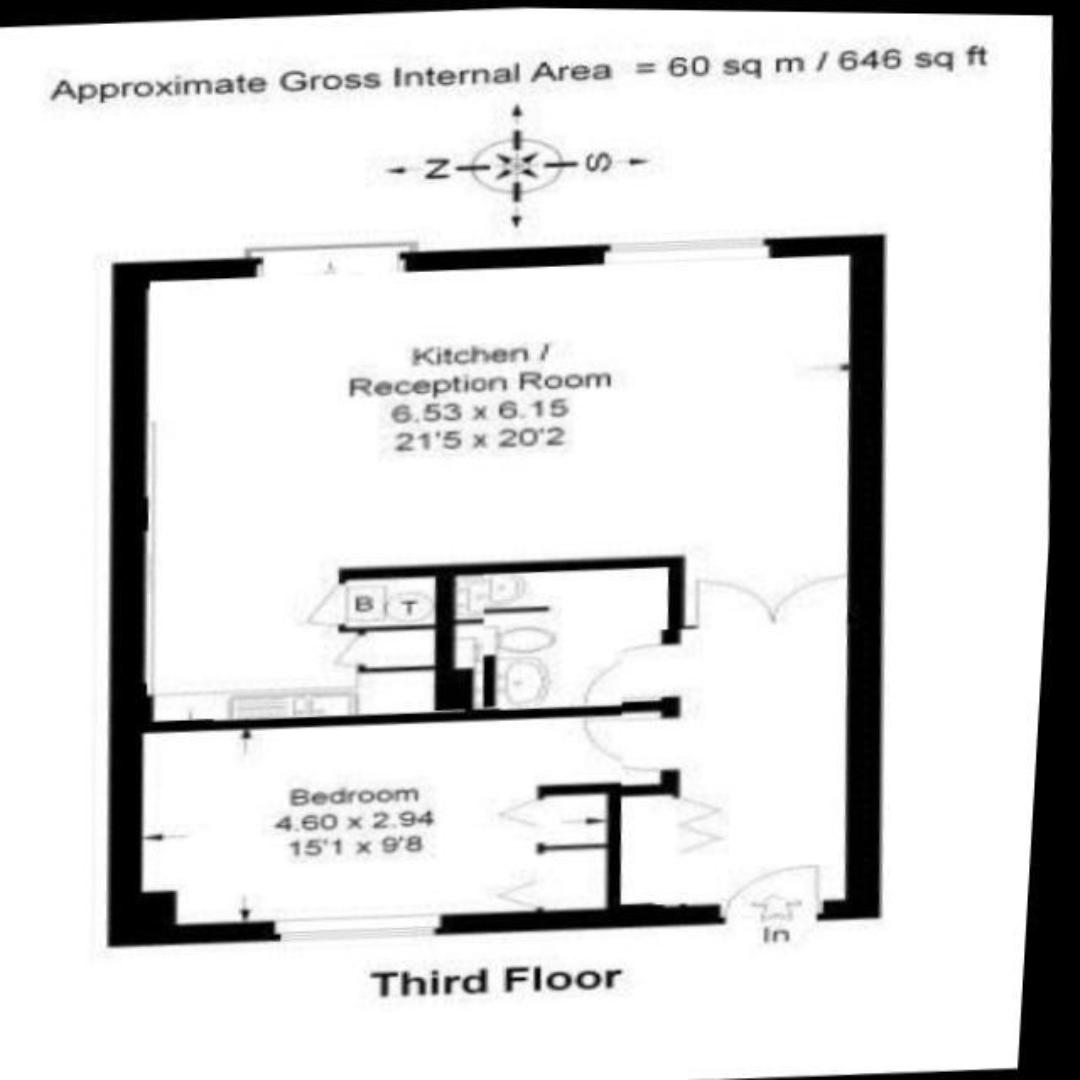 Approximate Gross Internal Area = 60 sq m / 646 sq ft
N S
Kitchen /
Reception Room
6.53 x 6.15
21'5 x 20'2
B T
Bedroom
4.60 x 2.94
15'1 x 9'8
In
Third Floor